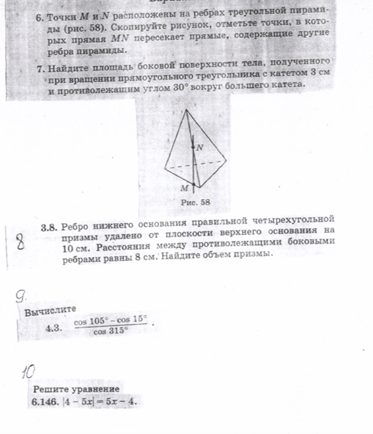 6. Точки M и N расположены на ребрах треугольной пирами-
ды (рис. 58). Скопируйте рисунок, отметьте точки, в кото-
рых прямая MN пересекает прямые, содержащие другие
ребра пирамиды.
7. Найдите площадь боковой поверхности тела, полученного
при вращении прямоугольного треугольника с катетом 3 см
и противолежащим углом 30° вокруг большего катета.
N
M
Рис. 58
8
3.8. Ребро нижнего основания правильной четырехугольной
призмы удалено от плоскости верхнего основания на
10 см. Расстояния между противолежащими боковыми
ребрами равны 8 см. Найдите объем призмы.
9.
Вычислите
4.3. cos 105° – cos 15°
cos 315° .
10
Решите уравнение
6.146. |4 – 5x| = 5x – 4.